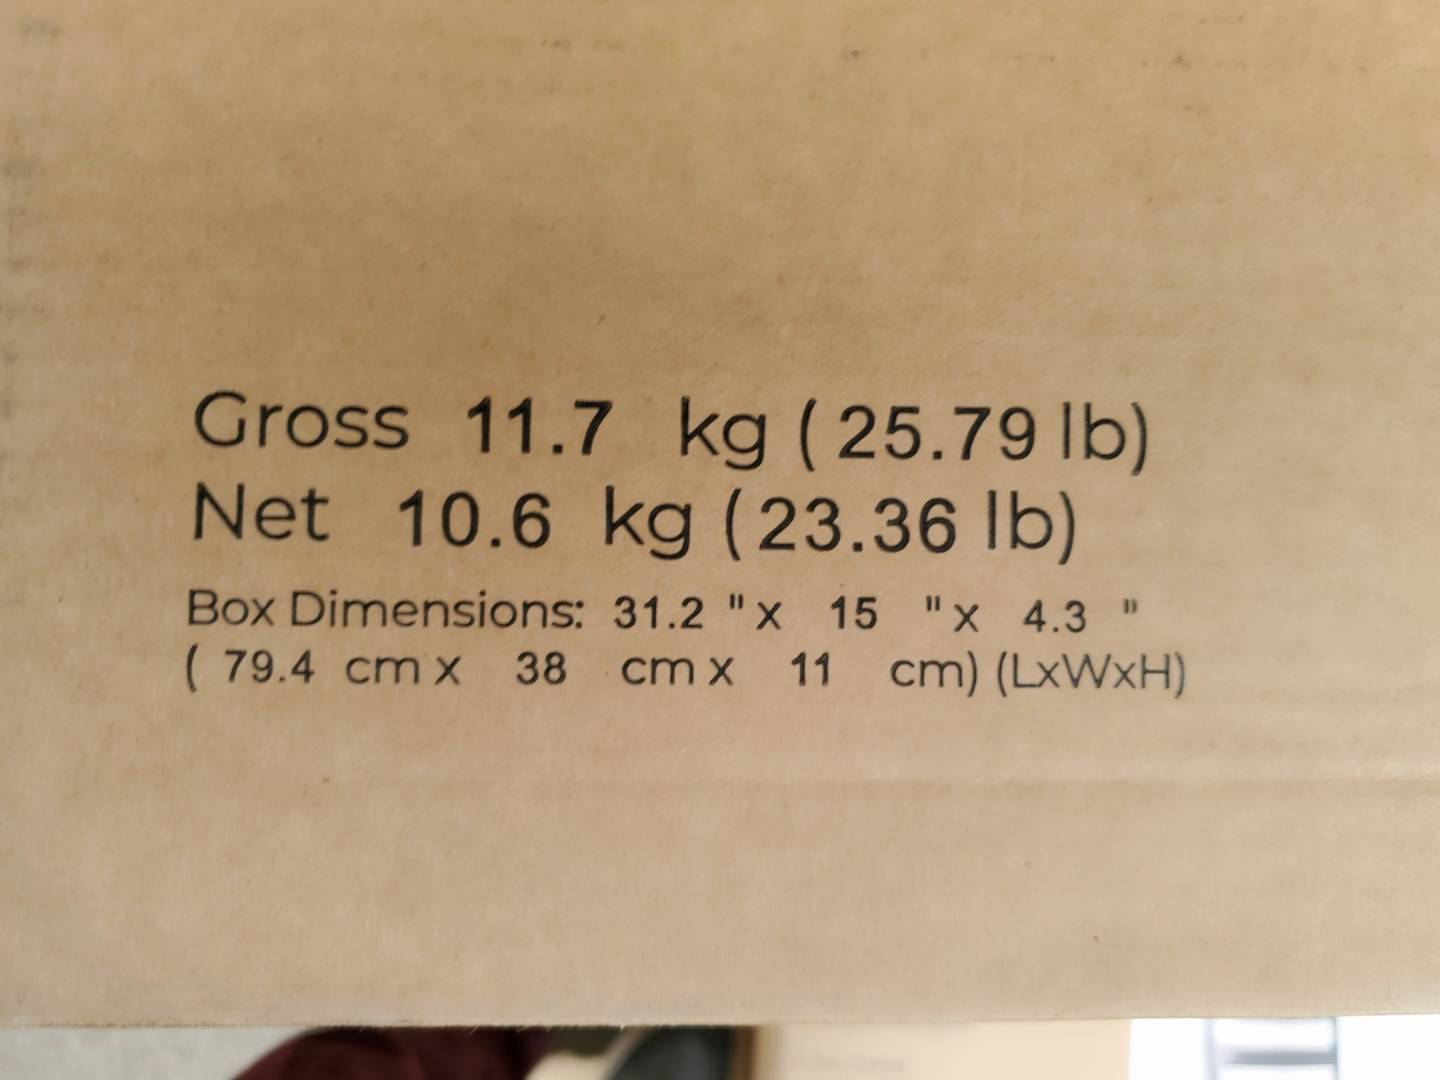 Gross 11.7 kg (25.79 lb)
Net 10.6 kg (23.36 lb)
Box Dimensions: 31.2 "x 15 "x 4.3 "
( 79.4 cm x 38 cm x 11 cm) (LxWxH)